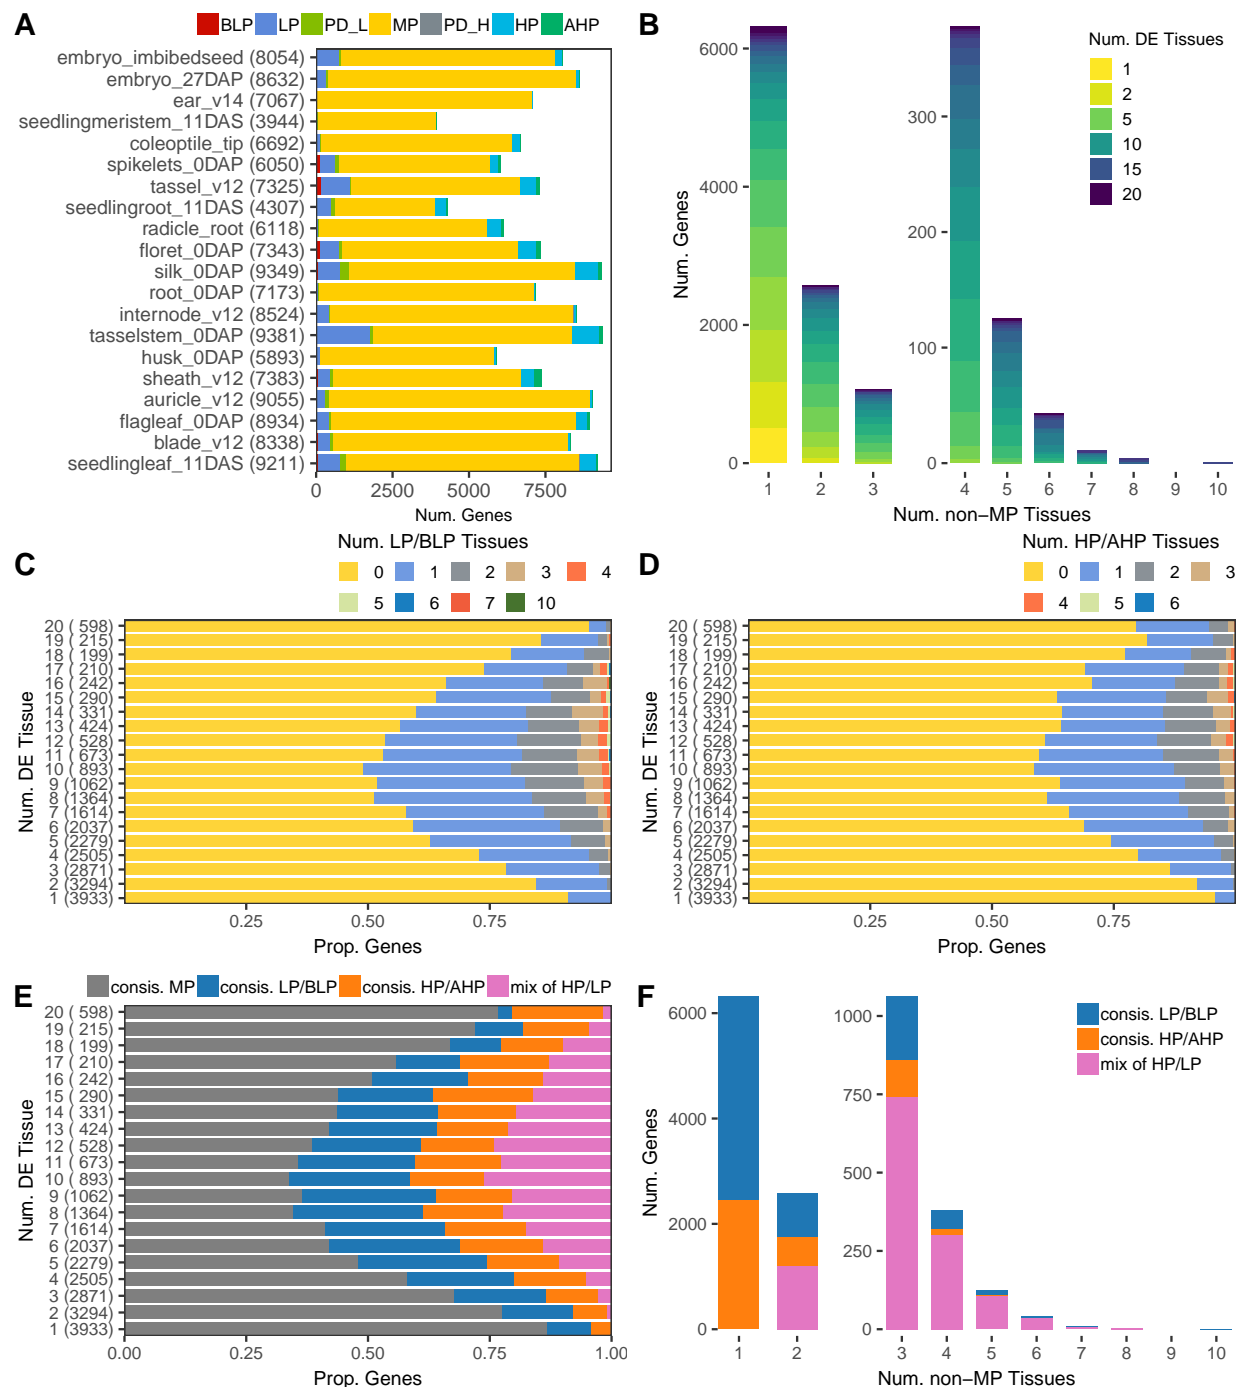 A
BLP LP PD_L MP PD_H HP AHP
embryo_imbibedseed (8054)
embryo_27DAP (8632)
ear_v14 (7067)
seedlingmeristem_11DAS (3944)
coleoptile_tip (6692)
spikelets_0DAP (6050)
tassel_v12 (7325)
seedlingroot_11DAS (4307)
radicle_root (6118)
floret_0DAP (7343)
silk_0DAP (9349)
root_0DAP (7173)
internode_v12 (8524)
tasselstem_0DAP (9381)
husk_0DAP (5893)
sheath_v12 (7383)
auricle_v12 (9055)
flagleaf_0DAP (8934)
blade_v12 (8338)
seedlingleaf_11DAS (9211)
0 2500 5000 7500
Num. Genes
B
Num. Genes
6000
4000
2000
0
1 2 3
300
200
100
0
4 5 6 7 8 9 10
Num. non−MP Tissues
Num. DE Tissues
1
2
5
10
15
20
C
Num. LP/BLP Tissues
0 1 2 3 4
5 6 7 10
Num. DE Tissue
20 ( 598)
19 ( 215)
18 ( 199)
17 ( 210)
16 ( 242)
15 ( 290)
14 ( 331)
13 ( 424)
12 ( 528)
11 ( 673)
10 ( 893)
9 (1062)
8 (1364)
7 (1614)
6 (2037)
5 (2279)
4 (2505)
3 (2871)
2 (3294)
1 (3933)
0.25 0.50 0.75
Prop. Genes
D
Num. HP/AHP Tissues
0 1 2 3
4 5 6
Num. DE Tissue
20 ( 598)
19 ( 215)
18 ( 199)
17 ( 210)
16 ( 242)
15 ( 290)
14 ( 331)
13 ( 424)
12 ( 528)
11 ( 673)
10 ( 893)
9 (1062)
8 (1364)
7 (1614)
6 (2037)
5 (2279)
4 (2505)
3 (2871)
2 (3294)
1 (3933)
0.25 0.50 0.75
Prop. Genes
E
consis. MP consis. LP/BLP consis. HP/AHP mix of HP/LP
Num. DE Tissue
20 ( 598)
19 ( 215)
18 ( 199)
17 ( 210)
16 ( 242)
15 ( 290)
14 ( 331)
13 ( 424)
12 ( 528)
11 ( 673)
10 ( 893)
9 (1062)
8 (1364)
7 (1614)
6 (2037)
5 (2279)
4 (2505)
3 (2871)
2 (3294)
1 (3933)
0.00 0.25 0.50 0.75 1.00
Prop. Genes
F
Num. Genes
6000
4000
2000
0
1 2
1000
750
500
250
0
3 4 5 6 7 8 9 10
Num. non−MP Tissues
consis. LP/BLP
consis. HP/AHP
mix of HP/LP